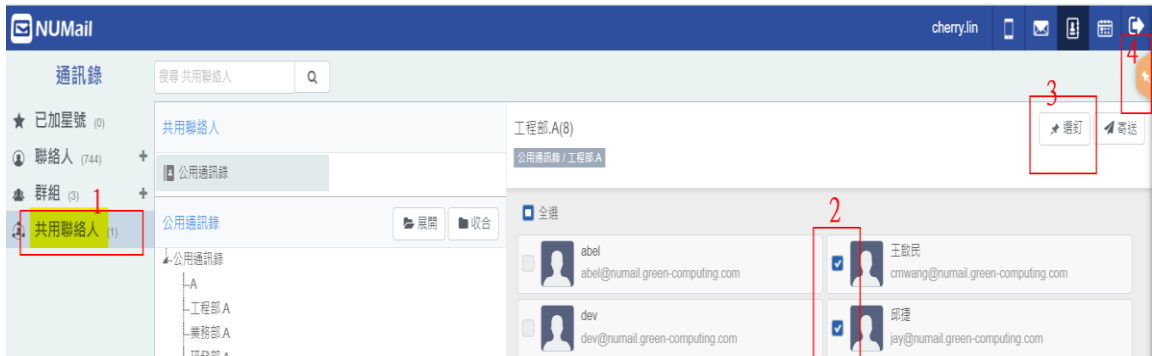 NUMail
cherry.lin
4
通訊錄
搜尋 共用聯絡人
3
已加星號 (0)
共用聯絡人
工程部.A(8)
選釘
寄送
聯絡人 (744) +
公用通訊錄 / 工程部.A
公用通訊錄
群組 (3) +
1
2
共用聯絡人 (1)
公用通訊錄
展開
收合
全選
公用通訊錄
abel
abel@numail.green-computing.com
王啟民
cmwang@numail.green-computing.com
A
工程部.A
dev
dev@numail.green-computing.com
邱捷
jay@numail.green-computing.com
業務部.A
研發部.A